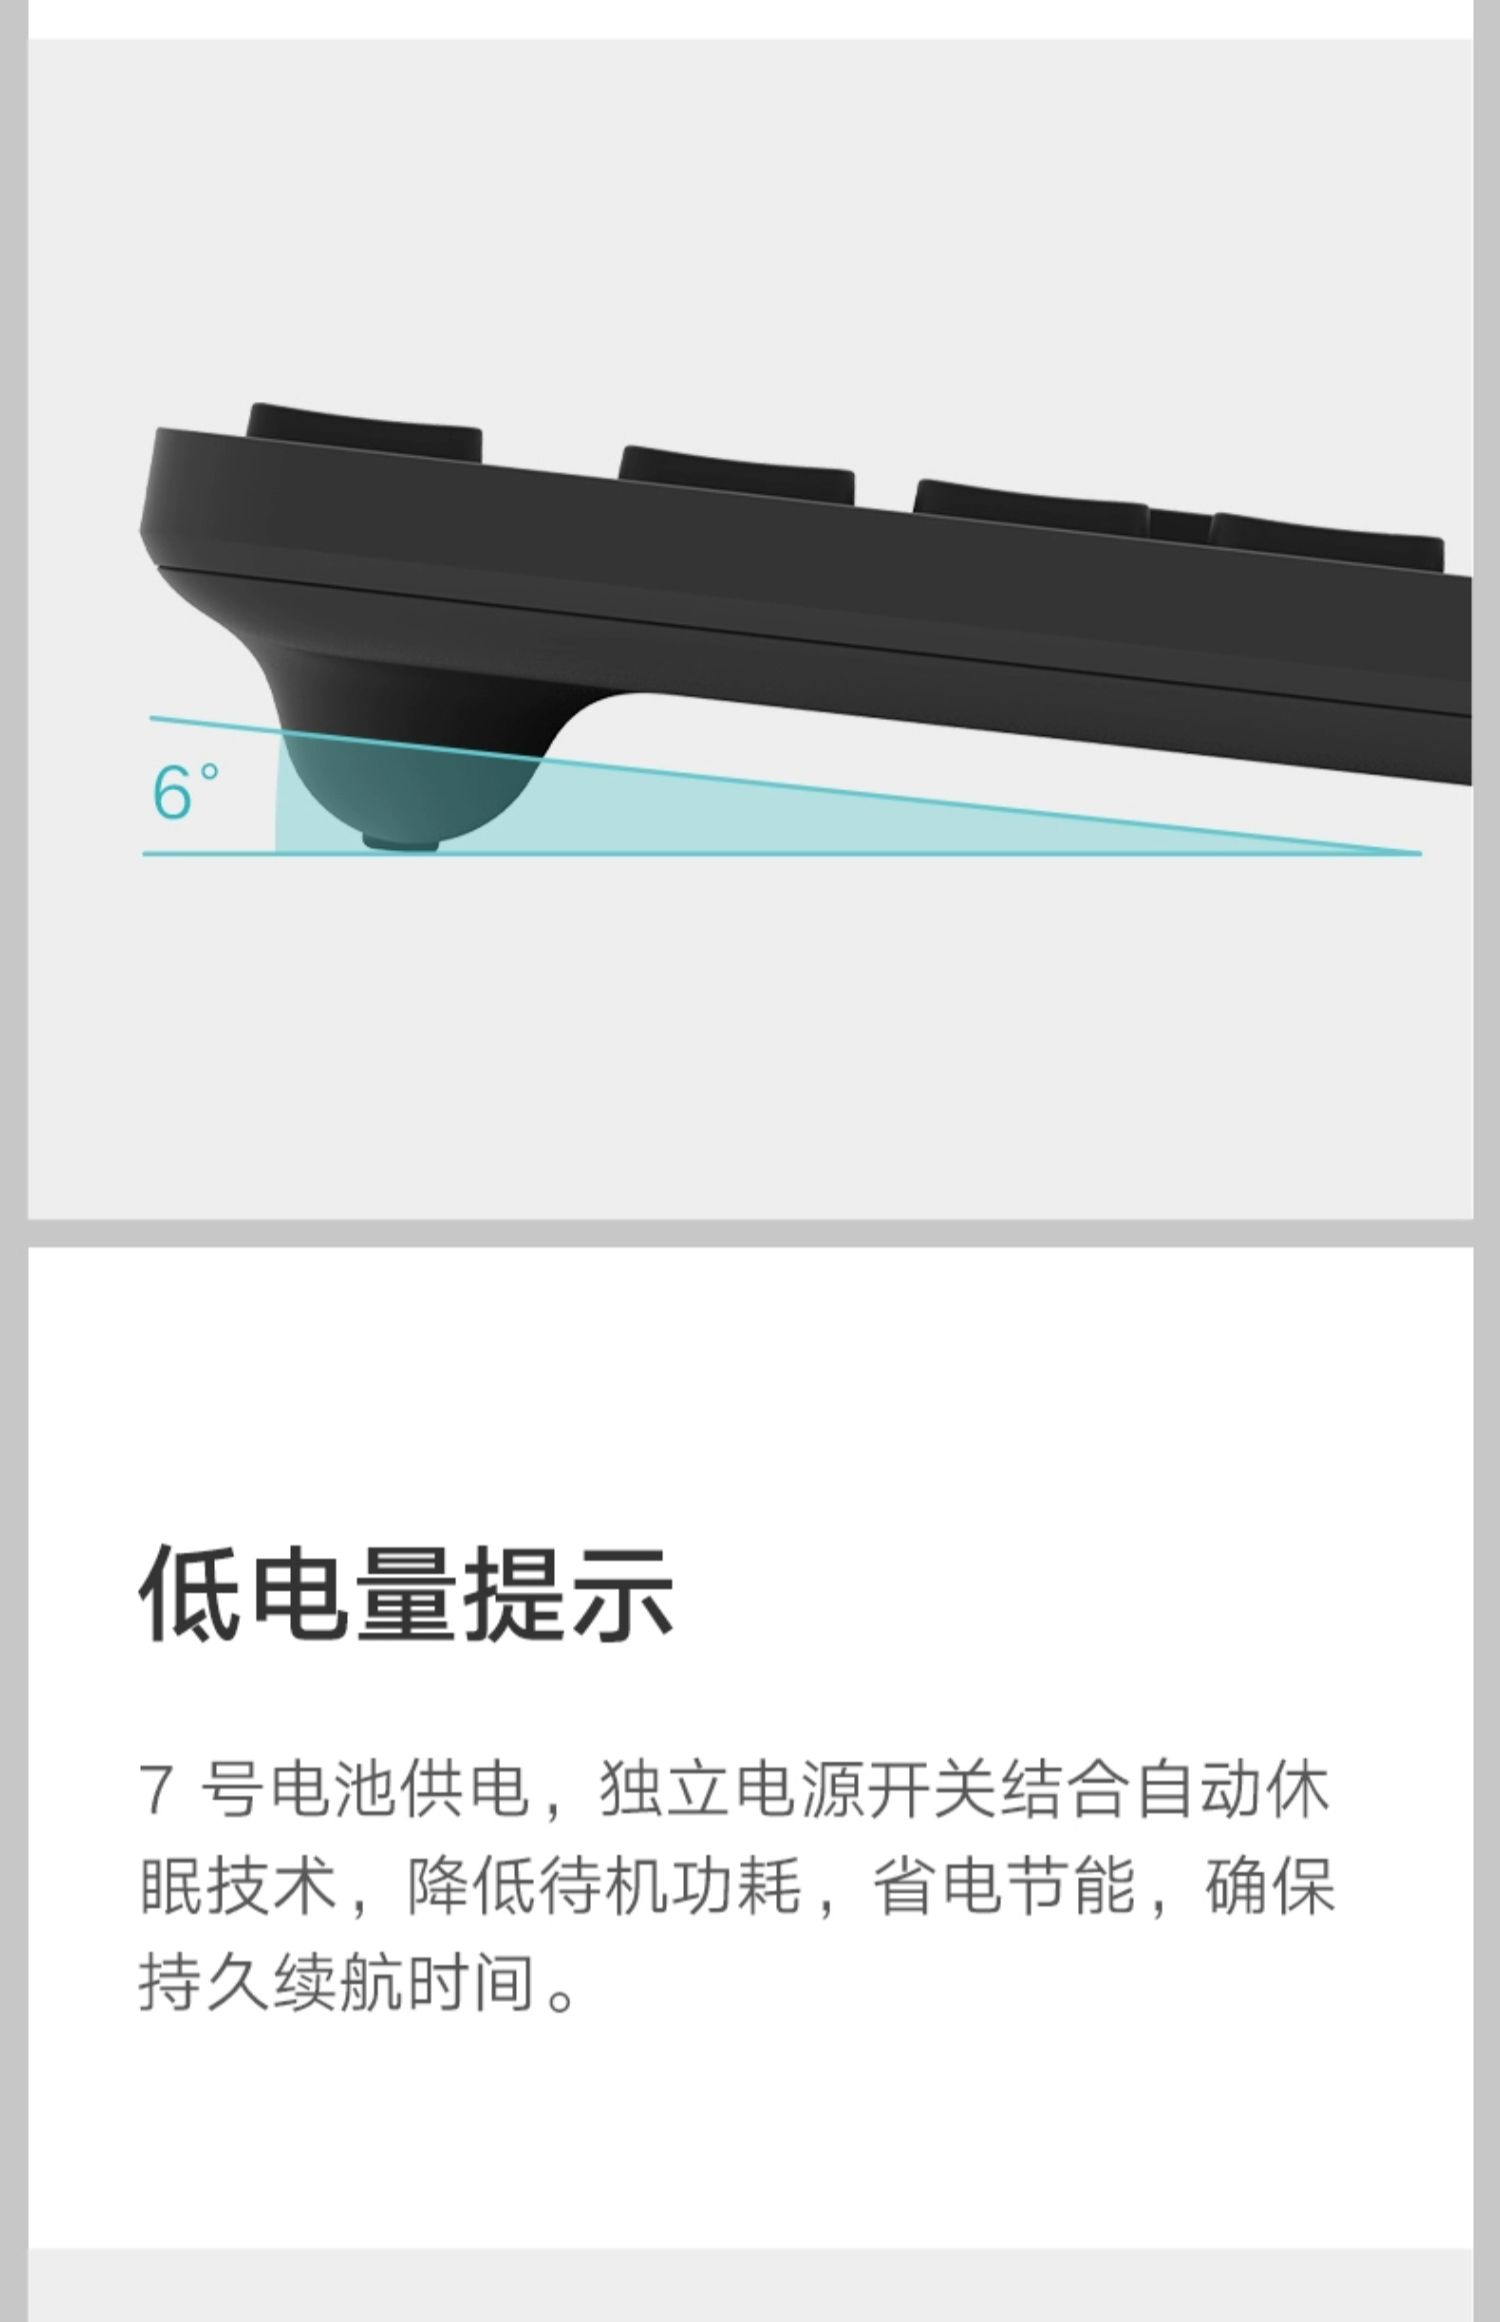 6°
低电量提示
7 号电池供电，独立电源开关结合自动休
眠技术，降低待机功耗，省电节能，确保
持久续航时间。